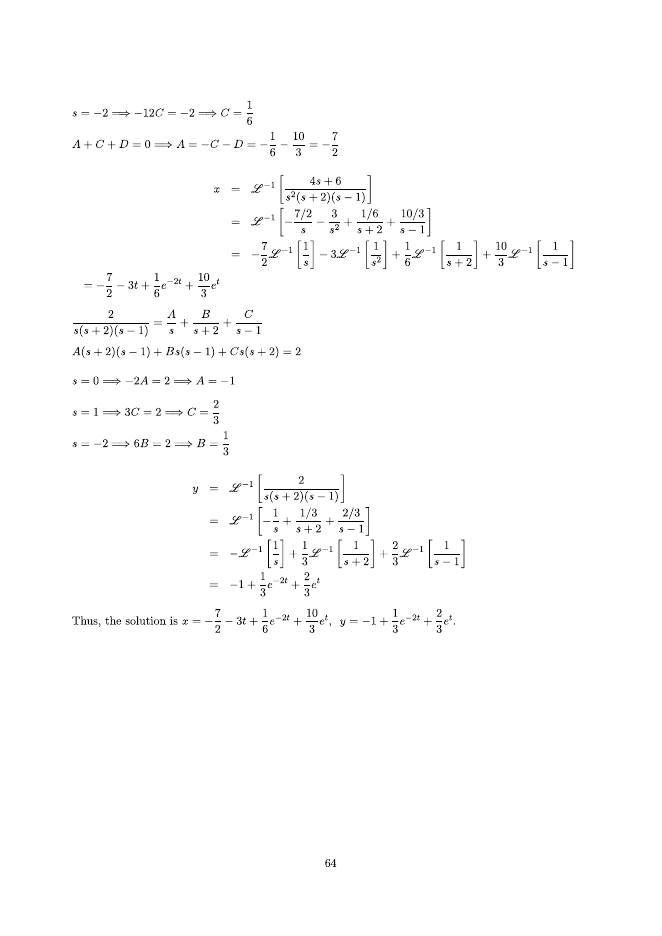 s = −2 ⟹ −12C = −2 ⟹ C = 1/6
A + C + D = 0 ⟹ A = −C − D = −1/6 − 10/3 = −7/2
x = ℒ⁻¹[(4s + 6)/(s²(s + 2)(s − 1))]
= ℒ⁻¹[−(7/2)/s − 3/s² + (1/6)/(s + 2) + (10/3)/(s − 1)]
= −7/2 ℒ⁻¹[1/s] − 3ℒ⁻¹[1/s²] + 1/6 ℒ⁻¹[1/(s + 2)] + 10/3 ℒ⁻¹[1/(s − 1)]
= −7/2 − 3t + 1/6 e^(−2t) + 10/3 e^t
2/(s(s + 2)(s − 1)) = A/s + B/(s + 2) + C/(s − 1)
A(s + 2)(s − 1) + Bs(s − 1) + Cs(s + 2) = 2
s = 0 ⟹ −2A = 2 ⟹ A = −1
s = 1 ⟹ 3C = 2 ⟹ C = 2/3
s = −2 ⟹ 6B = 2 ⟹ B = 1/3
y = ℒ⁻¹[2/(s(s + 2)(s − 1))]
= ℒ⁻¹[−1/s + (1/3)/(s + 2) + (2/3)/(s − 1)]
= −ℒ⁻¹[1/s] + 1/3 ℒ⁻¹[1/(s + 2)] + 2/3 ℒ⁻¹[1/(s − 1)]
= −1 + 1/3 e^(−2t) + 2/3 e^t
Thus, the solution is x = −7/2 − 3t + 1/6 e^(−2t) + 10/3 e^t, y = −1 + 1/3 e^(−2t) + 2/3 e^t.
64